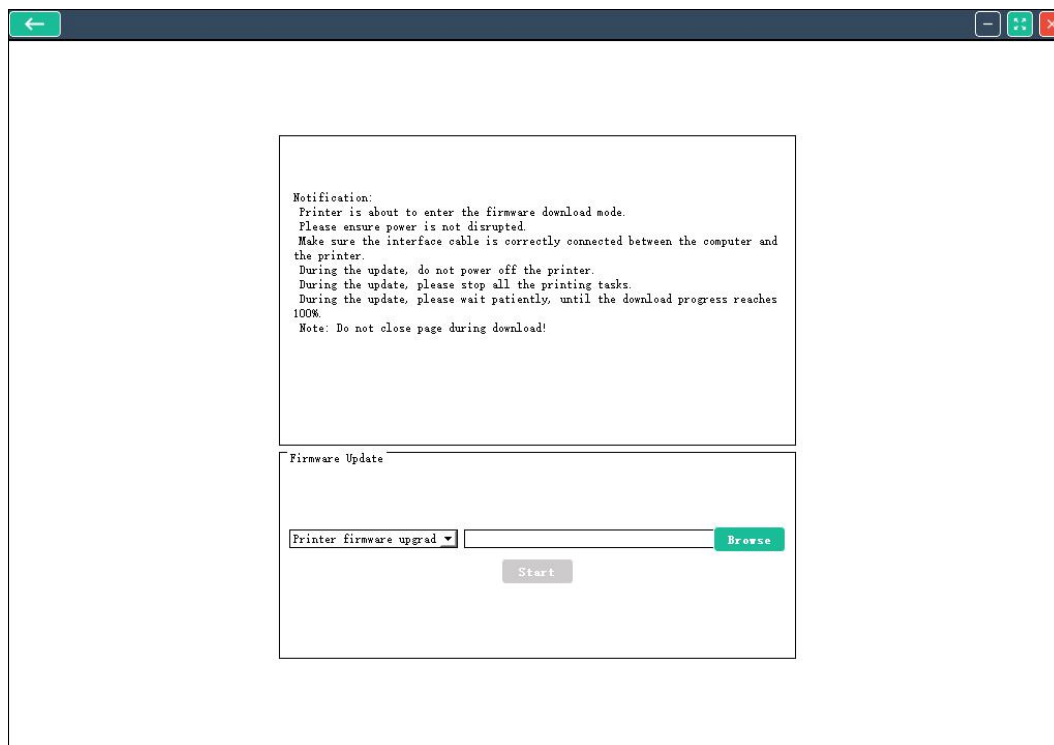 Notification:
Printer is about to enter the firmware download mode.
Please ensure power is not disrupted.
Make sure the interface cable is correctly connected between the computer and
the printer.
During the update, do not power off the printer.
During the update, please stop all the printing tasks.
During the update, please wait patiently, until the download progress reaches
100%.
Note: Do not close page during download!
Firmware Update
Printer firmware upgrad
Browse
Start